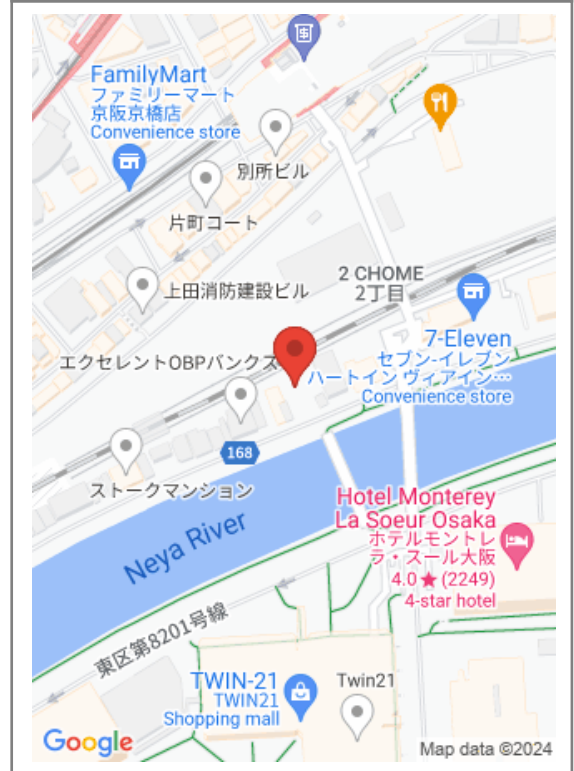 FamilyMart
ファミリーマート
京阪京橋店
Convenience store
別所ビル
片町コート
2 CHOME
2丁目
上田消防建設ビル
7-Eleven
セブン-イレブン
ハートイン ヴィアイン…
Convenience store
エクセレントOBPバンクス
168
ストークマンション
Neya River
Hotel Monterey
La Soeur Osaka
ホテルモントレ
ラ・スール大阪
4.0★(2249)
4-star hotel
東区第8201号線
TWIN-21
TWIN21
Shopping mall
Twin21
Google
Map data ©2024